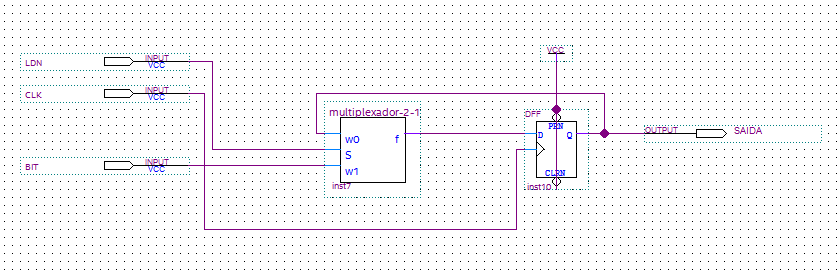 VCC
LDN INPUT
VCC
CLK INPUT
VCC
multiplexador-2-1
DFF
PRN
w0 f
D Q
OUTPUT SAIDA
S
BIT INPUT
VCC
w1
CLRN
inst7
inst10